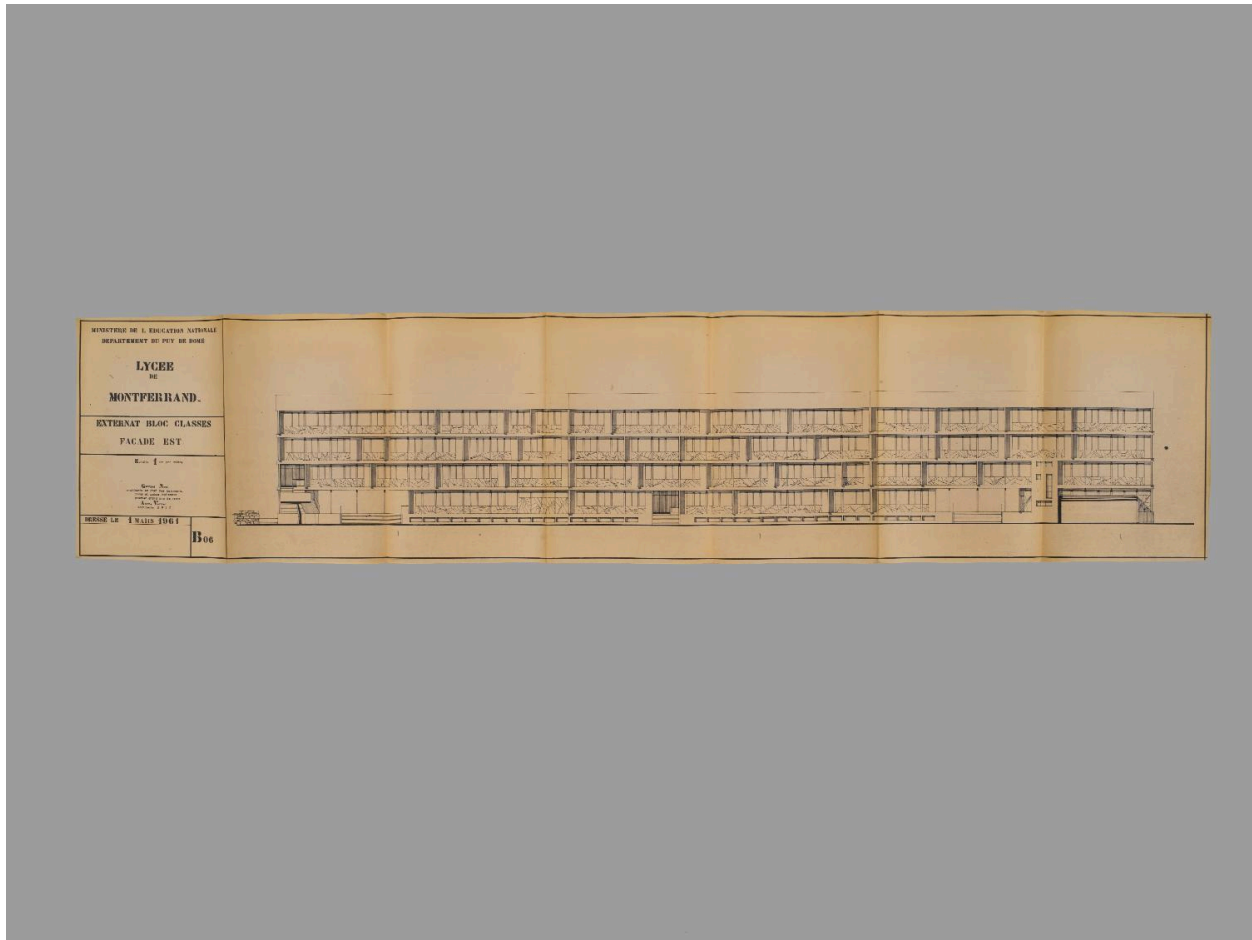 MINISTERE DE L EDUCATION NATIONALE
DEPARTEMENT DU PUY DE DOME
LYCEE
DE
MONTFERRAND
EXTERNAT BLOC CLASSES
FACADE EST
DRESSE LE 1 MARS 1961
B06